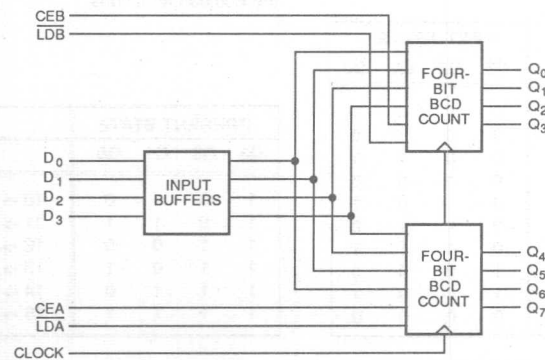 CEB
LDB
FOUR-
BIT
BCD
COUNT
Q0
Q1
Q2
Q3
D0
D1
D2
D3
INPUT
BUFFERS
FOUR-
BIT
BCD
COUNT
Q4
Q5
Q6
Q7
CEA
LDA
CLOCK